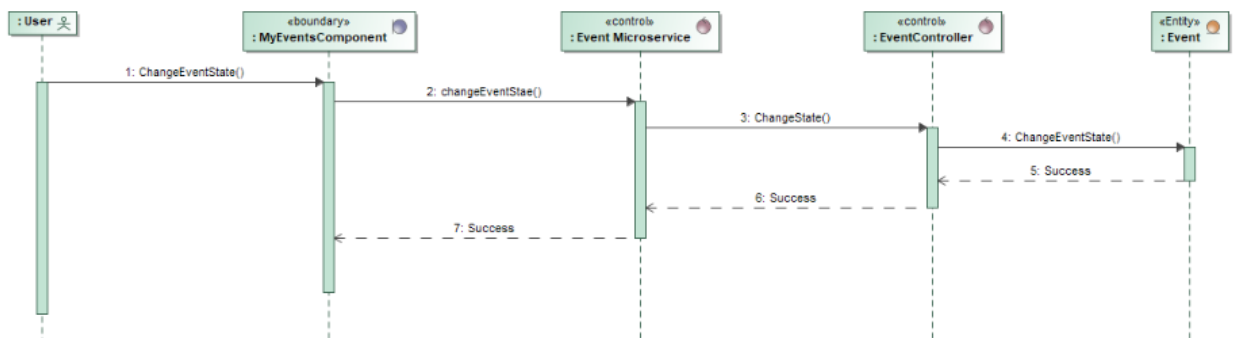 : User
«boundary»
: MyEventsComponent
«control»
: Event Microservice
«control»
: EventController
«Entity»
: Event
1: ChangeEventState()
2: changeEventStae()
3: ChangeState()
4: ChangeEventState()
5: Success
6: Success
7: Success